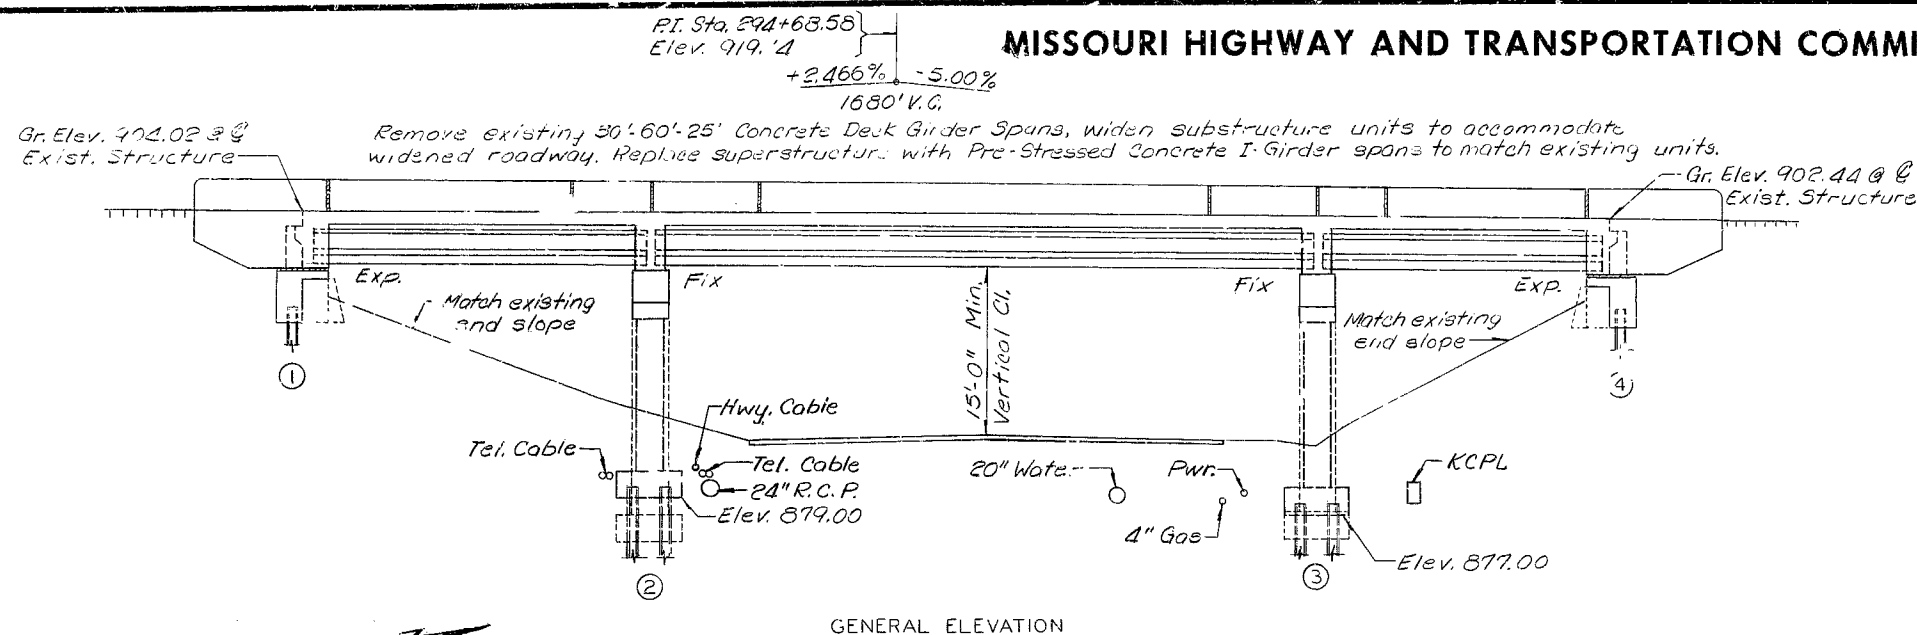 P.I. Sta. 294+68.58
Elev.
MISSOURI HIGHWAY AND TRANSPORTATION COMMI
+2.466% -5.00%
1680' V.C.
Gr. Elev. 904.02 @ ℄
Exist. Structure
Remove existing 30'-60'-25' Concrete Deck Girder Spans, widen substructure units to accommodate
widened roadway. Replace superstructure with Pre-Stressed Concrete I-Girder spans to match existing units.
Gr. Elev. 902.44 @ ℄
Exist. Structure
Exp.
Fix
Fix
Exp.
Match existing
end slope
15'-0" Min.
Vertical Cl.
Match existing
end slope
1
4
Hwy. Cable
Tel. Cable
Tel. Cable
24" R.C.P.
Elev. 879.00
20" Wate
Pwr.
4" Gas
KCPL
Elev. 877.00
2
3
GENERAL ELEVATION